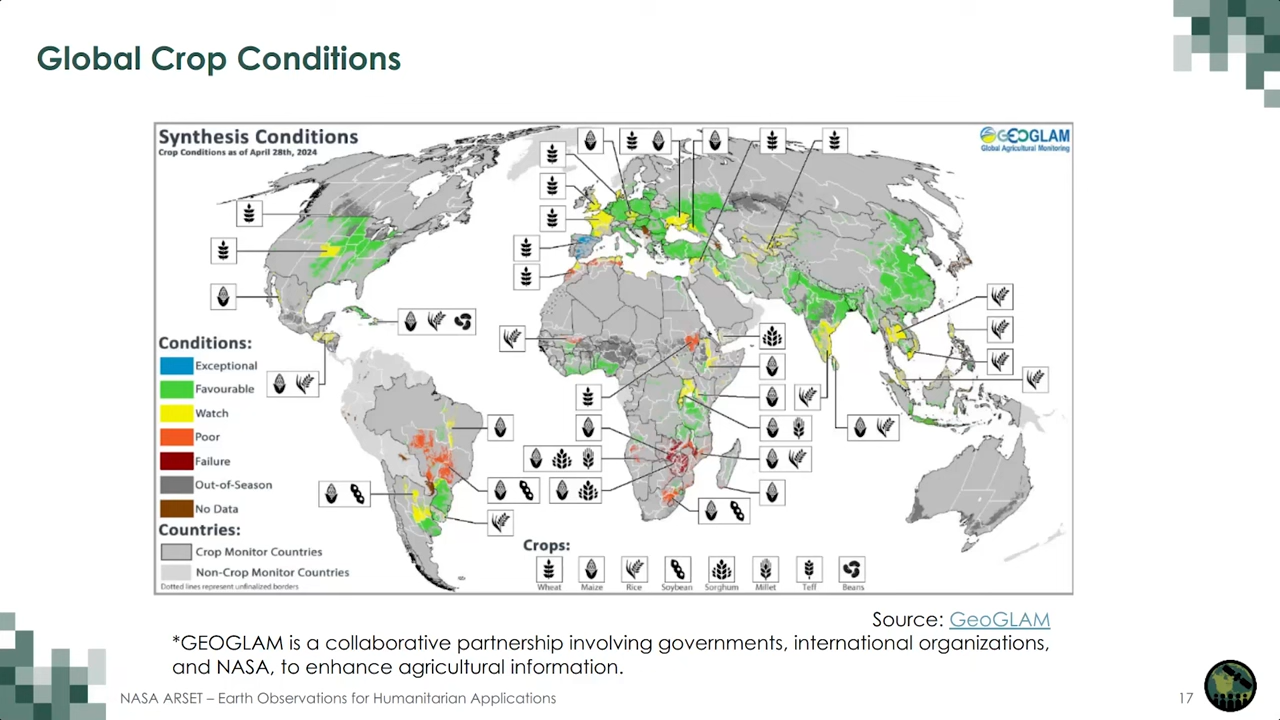 Global Crop Conditions
Synthesis Conditions
Crop Conditions as of April 28th, 2024
GEOGLAM
Global Agricultural Monitoring
Conditions:
Exceptional
Favourable
Watch
Poor
Failure
Out-of-Season
No Data
Countries:
Crop Monitor Countries
Non-Crop Monitor Countries
Dotted lines represent unfinalized borders
Crops:
Wheat Maize Rice Soybean Sorghum Millet Teff Beans
Source: GeoGLAM
*GEOGLAM is a collaborative partnership involving governments, international organizations,
and NASA, to enhance agricultural information.
NASA ARSET – Earth Observations for Humanitarian Applications
17